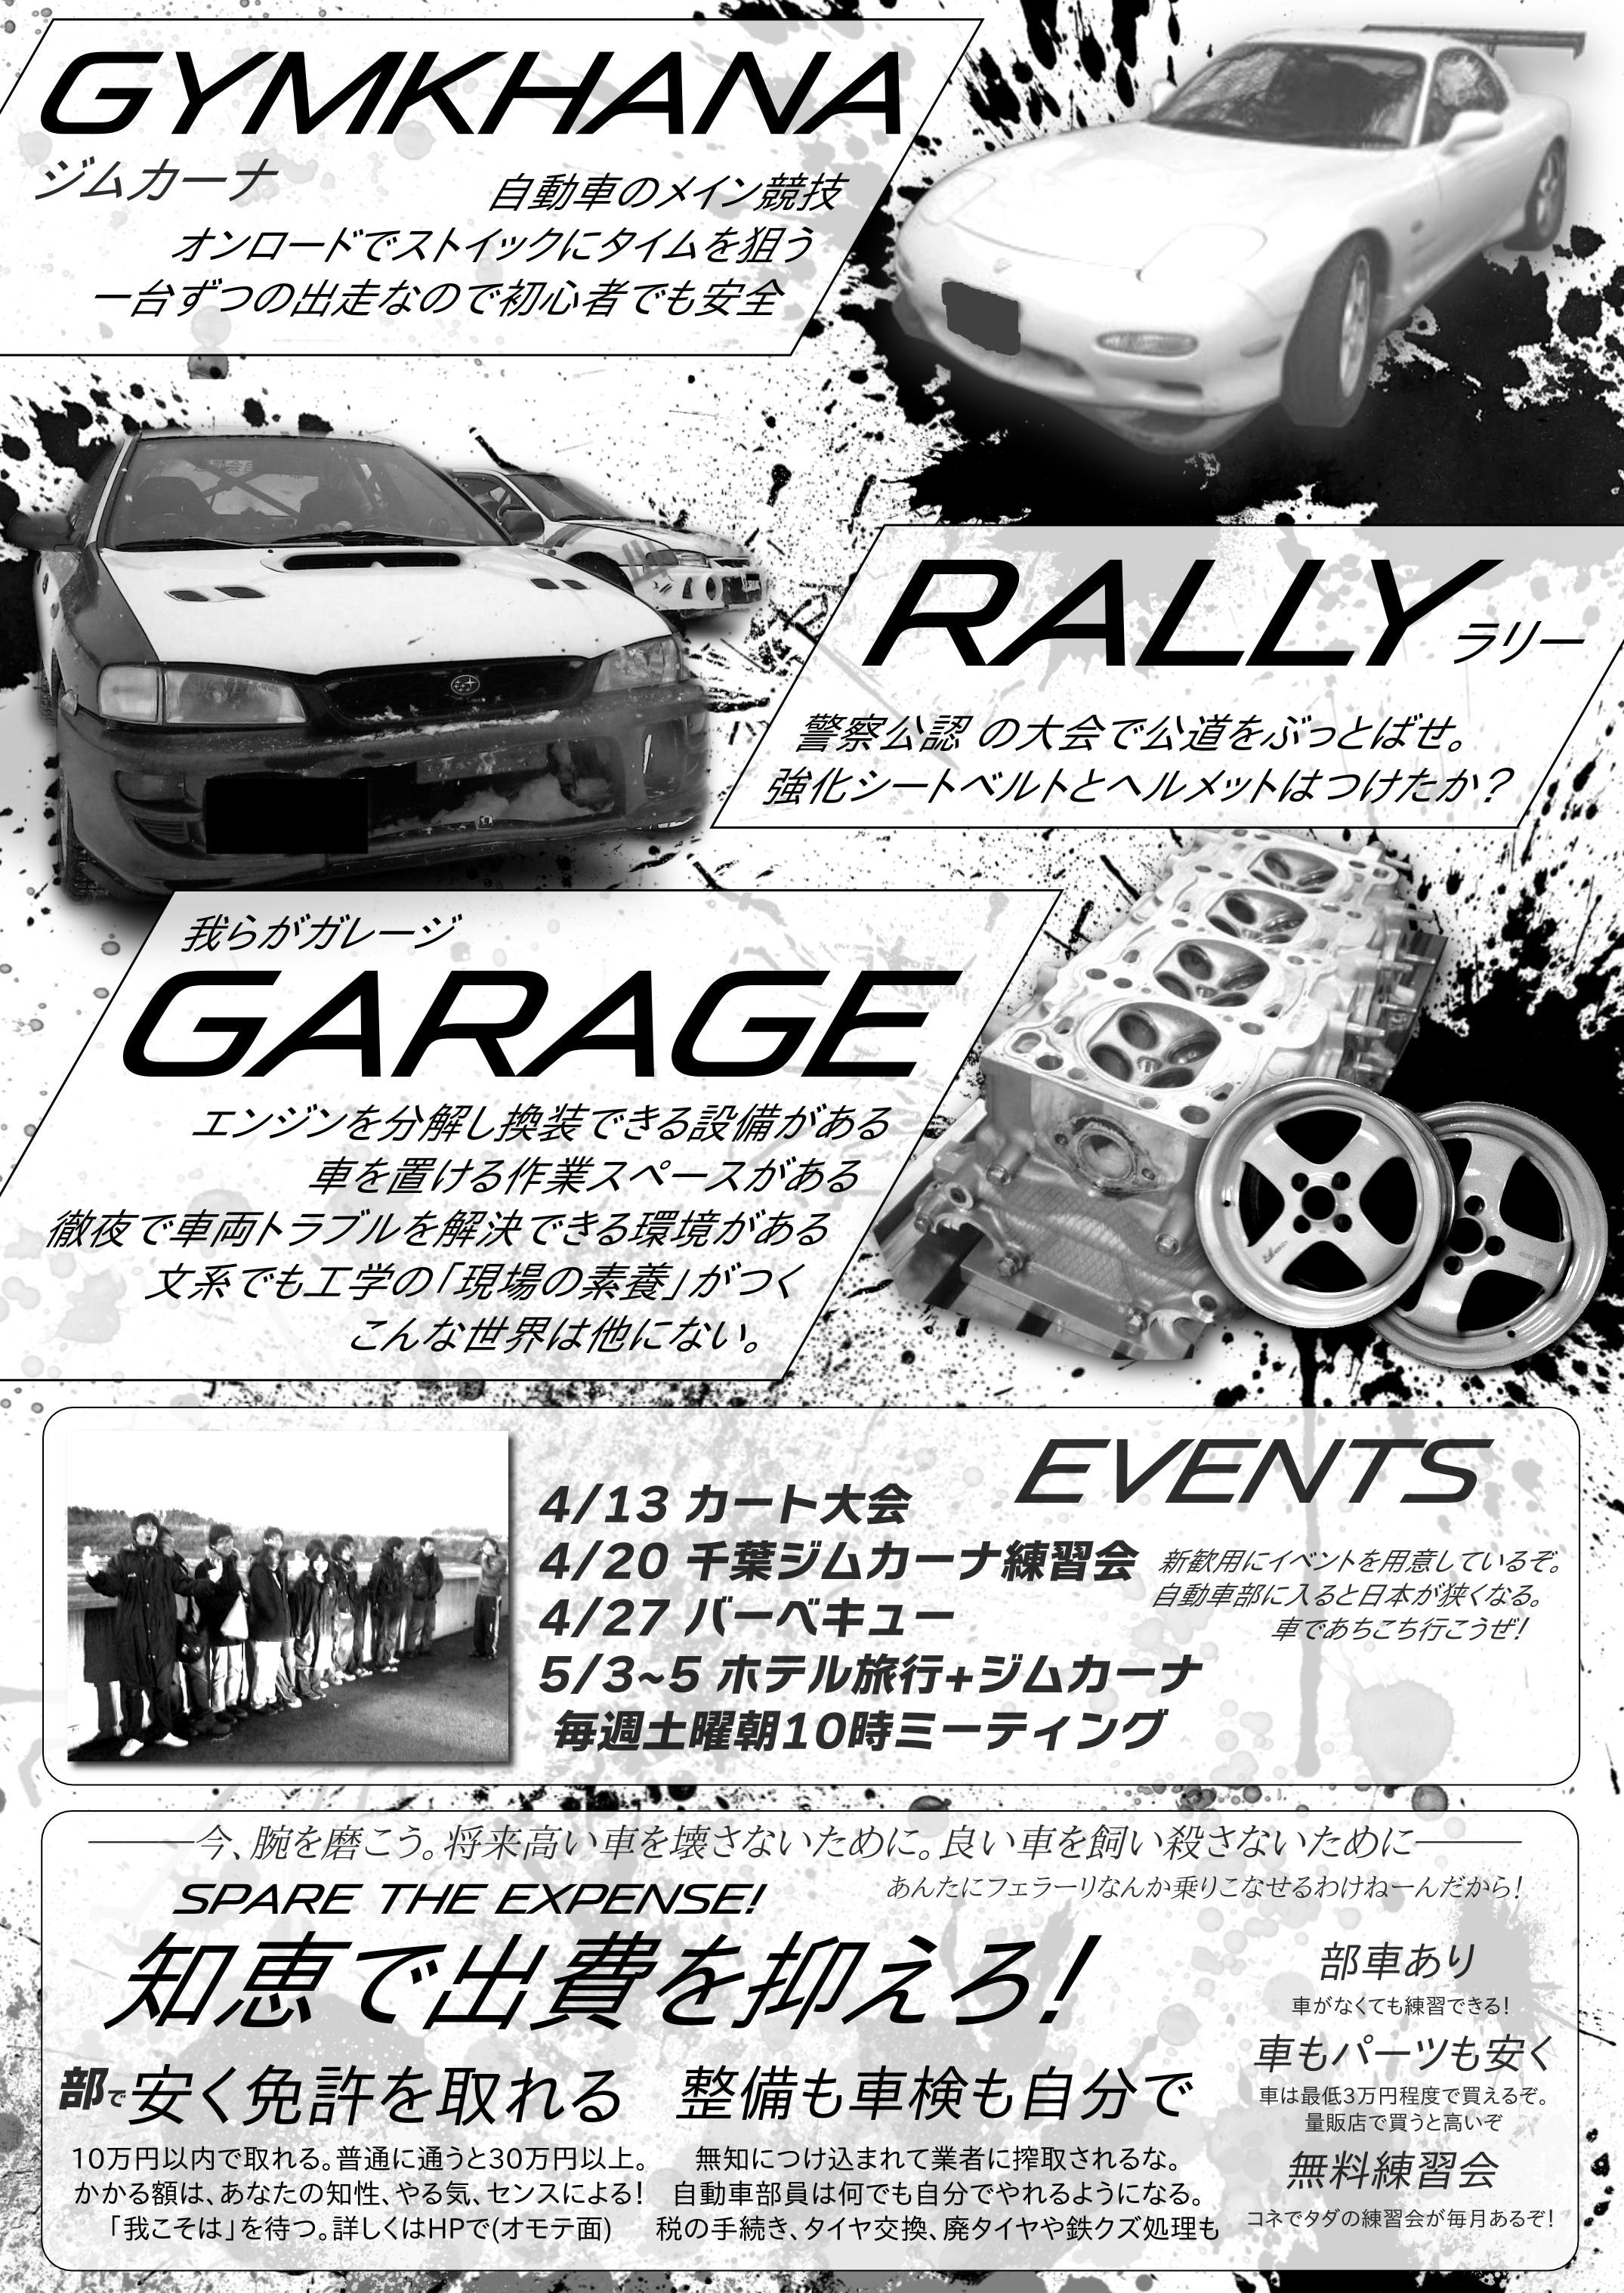 GYMKHANA
ジムカーナ
自動車のメイン競技
オンロードでストイックにタイムを狙う
一台ずつの出走なので初心者でも安全
RALLY ラリー
警察公認 の大会で公道をぶっとばせ。
強化シートベルトとヘルメットはつけたか?
我らがガレージ
GARAGE
エンジンを分解し換装できる設備がある
車を置ける作業スペースがある
徹夜で車両トラブルを解決できる環境がある
文系でも工学の「現場の素養」がつく
こんな世界は他にない。
EVENTS
4/13 カート大会
4/20 千葉ジムカーナ練習会
4/27 バーベキュー
5/3~5 ホテル旅行+ジムカーナ
毎週土曜朝10時ミーティング
新歓用にイベントを用意しているぞ。
自動車部に入ると日本が狭くなる。
車であちこち行こうぜ!
――今、腕を磨こう。将来高い車を壊さないために。良い車を飼い殺さないために――
あんたにフェラーリなんか乗りこなせるわけねーんだから!
SPARE THE EXPENSE!
知恵で出費を抑えろ!
部で安く免許を取れる
10万円以内で取れる。普通に通うと30万円以上。
かかる額は、あなたの知性、やる気、センスによる!
「我こそは」を待つ。詳しくはHPで(オモテ面)
整備も車検も自分で
無知につけ込まれて業者に搾取されるな。
自動車部員は何でも自分でやれるようになる。
税の手続き、タイヤ交換、廃タイヤや鉄クズ処理も
部車あり
車がなくても練習できる!
車もパーツも安く
車は最低3万円程度で買えるぞ。
量販店で買うと高いぞ
無料練習会
コネでタダの練習会が毎月あるぞ!